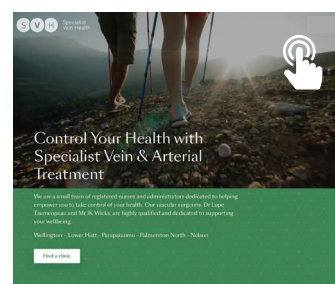 SVH Specialist
Vein Health
Control Your Health with
Specialist Vein & Arterial
Treatment
We are a small team of registered nurses and administrators dedicated to helping
empower you to take control of your health. Our vascular surgeons, Dr Lupe
Taumoepeau and Mr JK Wicks, are highly qualified and dedicated to supporting
your wellbeing.
Wellington - Lower Hutt - Paraparaumu - Palmerston North - Nelson
Find a clinic